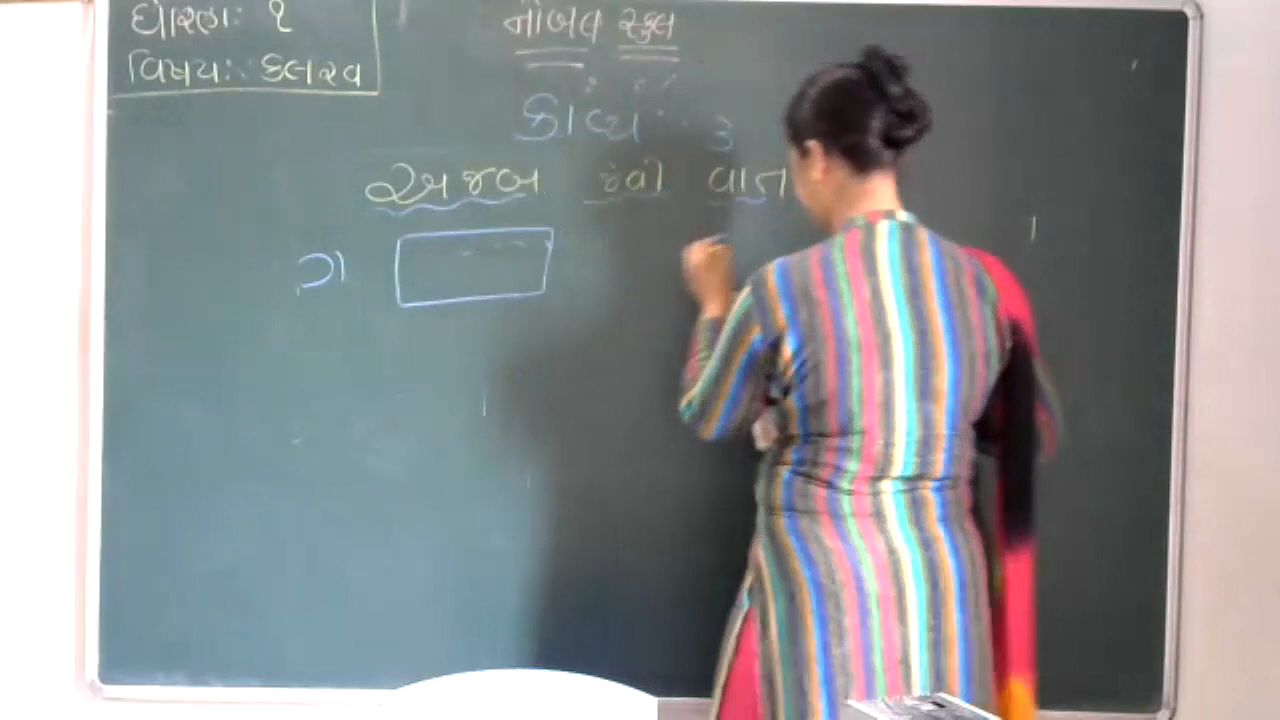 ધોરણ: ૧
વિષય: કલરવ
નોબલ સ્કુલ
કાવ્ય: ૩
અજબ જેવી વાત
ગ